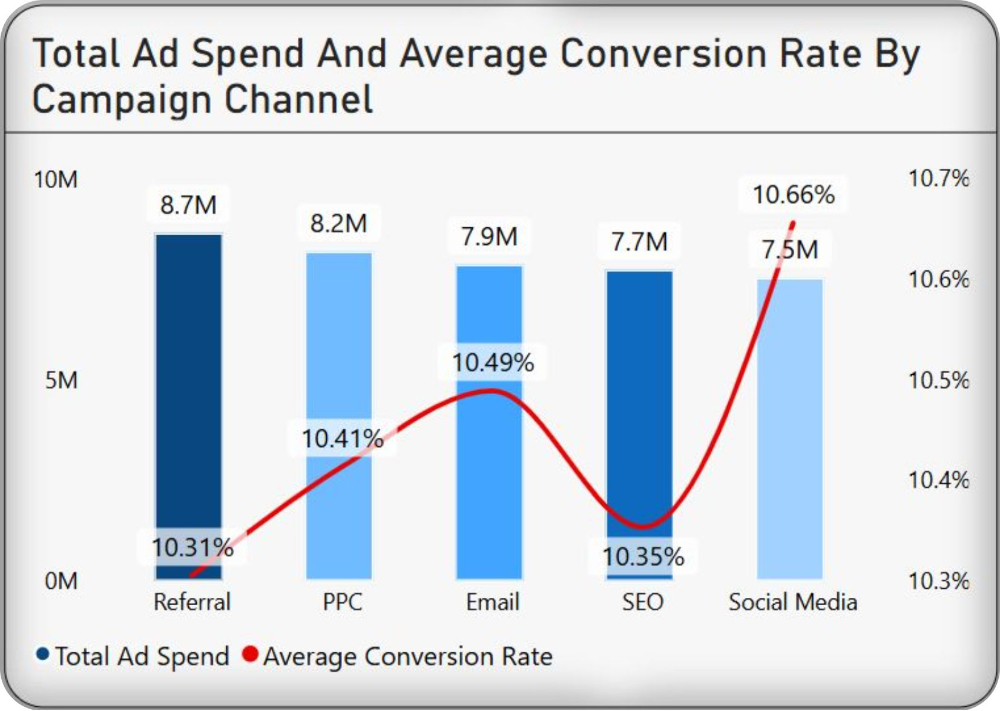 Total Ad Spend And Average Conversion Rate By
Campaign Channel
10M
5M
0M
8.7M
8.2M
7.9M
7.7M
7.5M
10.31%
10.41%
10.49%
10.35%
10.66%
10.7%
10.6%
10.5%
10.4%
10.3%
Referral
PPC
Email
SEO
Social Media
Total Ad Spend
Average Conversion Rate